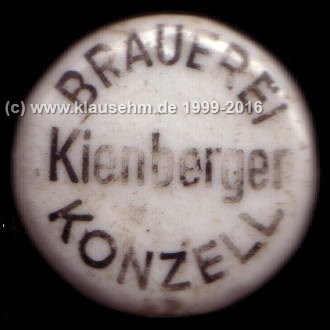 BRAUEREI
(c) www.klausehm.de 1999-2016
Kienberger
KONZELL